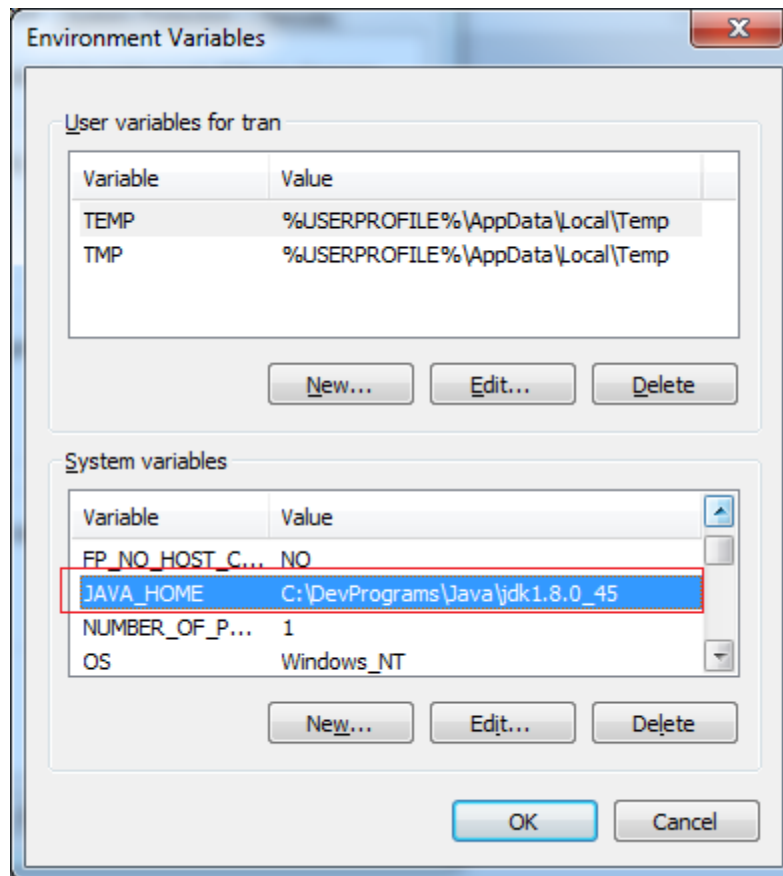 Environment Variables
User variables for tran
Variable Value
TEMP %USERPROFILE%\AppData\Local\Temp
TMP %USERPROFILE%\AppData\Local\Temp
New... Edit... Delete
System variables
Variable Value
FP_NO_HOST_C... NO
JAVA_HOME C:\DevPrograms\Java\jdk1.8.0_45
NUMBER_OF_P... 1
OS Windows_NT
New... Edit... Delete
OK Cancel